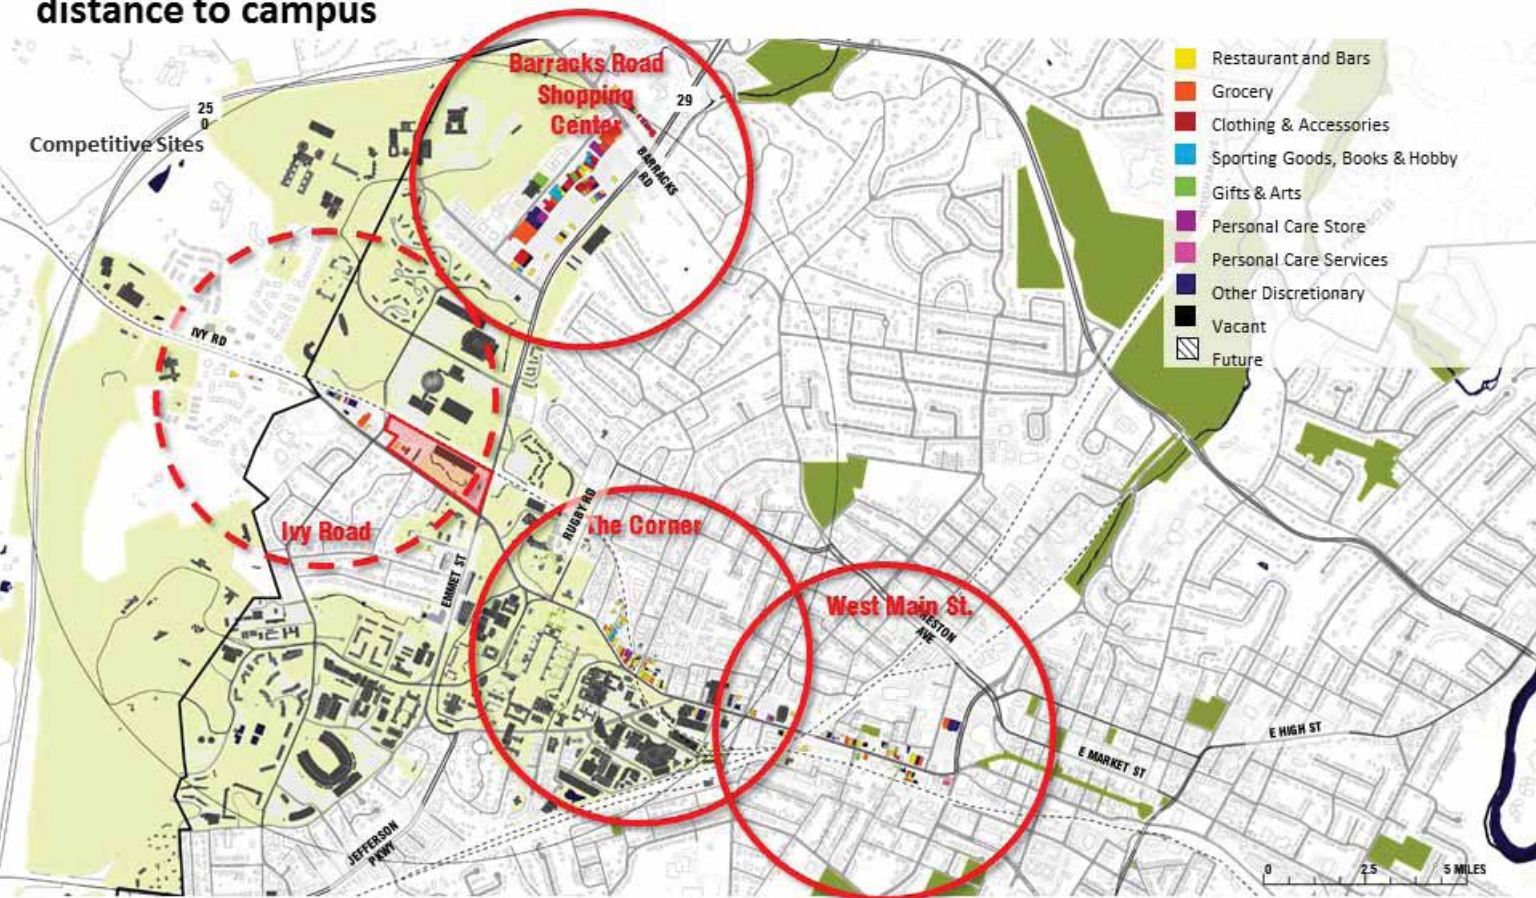 distance to campus
Barracks Road
Shopping
Center
29
25
0
Competitive Sites
BARRACKS
RD
IVY RD
Ivy Road
EMMET ST
RUGBY RD
he Corner
West Main St.
RESTON
AVE
E HIGH ST
E MARKET ST
JEFFERSON
PKWY
Restaurant and Bars
Grocery
Clothing & Accessories
Sporting Goods, Books & Hobby
Gifts & Arts
Personal Care Store
Personal Care Services
Other Discretionary
Vacant
Future
0 2.5 5 MILES